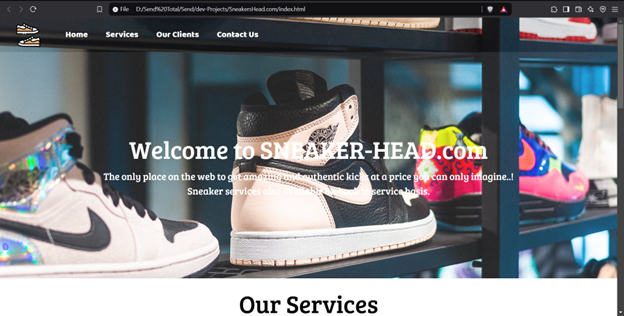 File D:/Send%20Total/Send/dev-Projects/SneakersHead.com/index.html
Home Services Our Clients Contact Us
Welcome to SNEAKER-HEAD.com
The only place on the web to get amazing and authentic kicks at a price you can only imagine..!
Sneaker services also available service basis.
Our Services